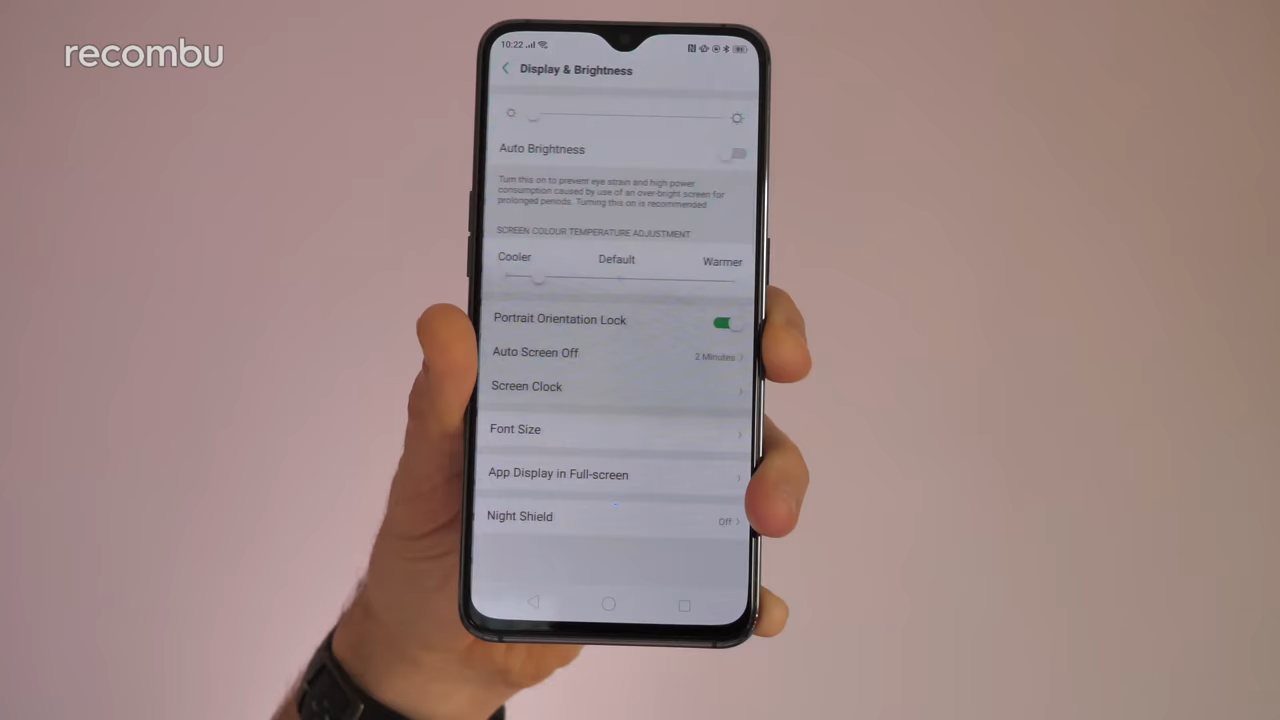 recombu
10:22
Display & Brightness
Auto Brightness
Turn this on to prevent eye strain and high power
consumption caused by use of an over-bright screen for
prolonged periods. Turning this on is recommended
SCREEN COLOUR TEMPERATURE ADJUSTMENT
Cooler Default Warmer
Portrait Orientation Lock
Auto Screen Off 2 Minutes
Screen Clock
Font Size
App Display in Full-screen
Night Shield Off